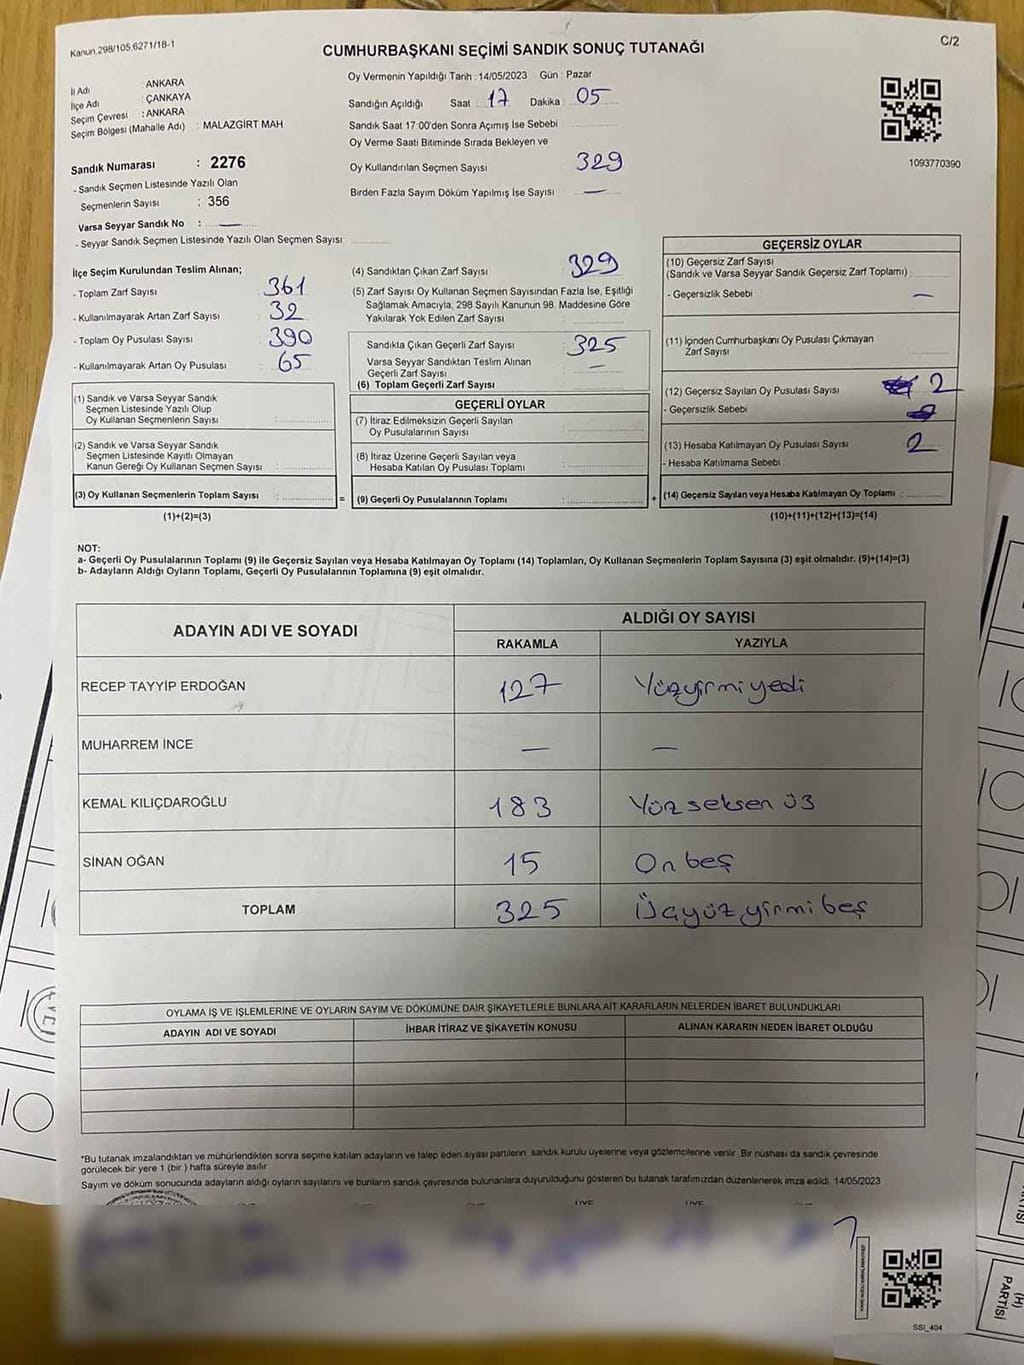 Kanun.298/105,6271/18-1
C/2
CUMHURBAŞKANI SEÇİMİ SANDIK SONUÇ TUTANAĞI
İl Adı : ANKARA
İlçe Adı : ÇANKAYA
Seçim Çevresi : ANKARA
Seçim Bölgesi (Mahalle Adı) : MALAZGİRT MAH
Sandık Numarası : 2276
- Sandık Seçmen Listesinde Yazılı Olan
Seçmenlerin Sayısı : 356
Varsa Seyyar Sandık No : —
- Seyyar Sandık Seçmen Listesinde Yazılı Olan Seçmen Sayısı:
Oy Vermenin Yapıldığı Tarih : 14/05/2023 Gün : Pazar
Sandığın Açıldığı Saat 17 Dakika : 05
Sandık Saat 17:00'den Sonra Açımış İse Sebebi
Oy Verme Saati Bitiminde Sırada Bekleyen ve
Oy Kullandırılan Seçmen Sayısı 329
Birden Fazla Sayım Döküm Yapılmış İse Sayısı —
1093770390
İlçe Seçim Kurulundan Teslim Alınan;
- Toplam Zarf Sayısı : 361
- Kullanılmayarak Artan Zarf Sayısı : 32
- Toplam Oy Pusulası Sayısı : 390
- Kullanılmayarak Artan Oy Pusulası : 65
(1) Sandık ve Varsa Seyyar Sandık
Seçmen Listesinde Yazılı Olup
Oy Kullanan Seçmenlerin Sayısı :
(2) Sandık ve Varsa Seyyar Sandık
Seçmen Listesinde Kayıtlı Olmayan
Kanun Gereği Oy Kullanan Seçmen Sayısı :
(3) Oy Kullanan Seçmenlerin Toplam Sayısı :
(1)+(2)=(3)
(4) Sandıktan Çıkan Zarf Sayısı : 329
(5) Zarf Sayısı Oy Kullanan Seçmen Sayısından Fazla İse, Eşitliği
Sağlamak Amacıyla, 298 Sayılı Kanunun 98. Maddesine Göre
Yakılarak Yok Edilen Zarf Sayısı :
Sandıkta Çıkan Geçerli Zarf Sayısı : 325
Varsa Seyyar Sandıktan Teslim Alınan
Geçerli Zarf Sayısı : —
(6) Toplam Geçerli Zarf Sayısı :
GEÇERLİ OYLAR
(7) İtiraz Edilmeksizin Geçerli Sayılan
Oy Pusulalarının Sayısı :
(8) İtiraz Üzerine Geçerli Sayılan veya
Hesaba Katılan Oy Pusulası Toplamı :
= (9) Geçerli Oy Pusulalarının Toplamı : +
GEÇERSİZ OYLAR
(10) Geçersiz Zarf Sayısı
(Sandık ve Varsa Seyyar Sandık Geçersiz Zarf Toplamı) :
- Geçersizlik Sebebi : —
(11) İçinden Cumhurbaşkanı Oy Pusulası Çıkmayan
Zarf Sayısı :
(12) Geçersiz Sayılan Oy Pusulası Sayısı : 2
- Geçersizlik Sebebi :
(13) Hesaba Katılmayan Oy Pusulası Sayısı : 2
- Hesaba Katılmama Sebebi :
(14) Geçersiz Sayılan veya Hesaba Katılmayan Oy Toplamı :
(10)+(11)+(12)+(13)=(14)
NOT:
a- Geçerli Oy Pusulalarının Toplamı (9) ile Geçersiz Sayılan veya Hesaba Katılmayan Oy Toplamı (14) Toplamları, Oy Kullanan Seçmenlerin Toplam Sayısına (3) eşit olmalıdır. (9)+(14)=(3)
b- Adayların Aldığı Oyların Toplamı, Geçerli Oy Pusulalarının Toplamına (9) eşit olmalıdır.
ADAYIN ADI VE SOYADI
ALDIĞI OY SAYISI
RAKAMLA YAZIYLA
RECEP TAYYİP ERDOĞAN 127 Yüzyirmiyedi
MUHARREM İNCE — —
KEMAL KILIÇDAROĞLU 183 Yüzseksen üş
SİNAN OĞAN 15 On beş
TOPLAM 325 Üçyüzyirmibeş
OYLAMA İŞ VE İŞLEMLERİNE VE OYLARIN SAYIM VE DÖKÜMÜNE DAİR ŞİKAYETLERLE BUNLARA AİT KARARLARIN NELERDEN İBARET BULUNDUKLARI
ADAYIN ADI VE SOYADI İHBAR İTİRAZ VE ŞİKAYETİN KONUSU ALINAN KARARIN NEDEN İBARET OLDUĞU
*Bu tutanak imzalandıktan ve mühürlendikten sonra seçime katılan adayların ve talep eden siyasi partilerin sandık kurulu üyelerine veya gözlemcilerine verilir. Bir nüshası da sandık çevresinde
görülecek bir yere 1 (bir) hafta süreyle asılır.
Sayım ve döküm sonucunda adayların aldığı oyların sayılarını ve bunların sandık çevresinde bulunanlara duyurulduğunu gösteren bu tutanak tarafımızdan düzenlenerek imza edildi. 14/05/2023
SSİ_404
(H)
PARTİSİ